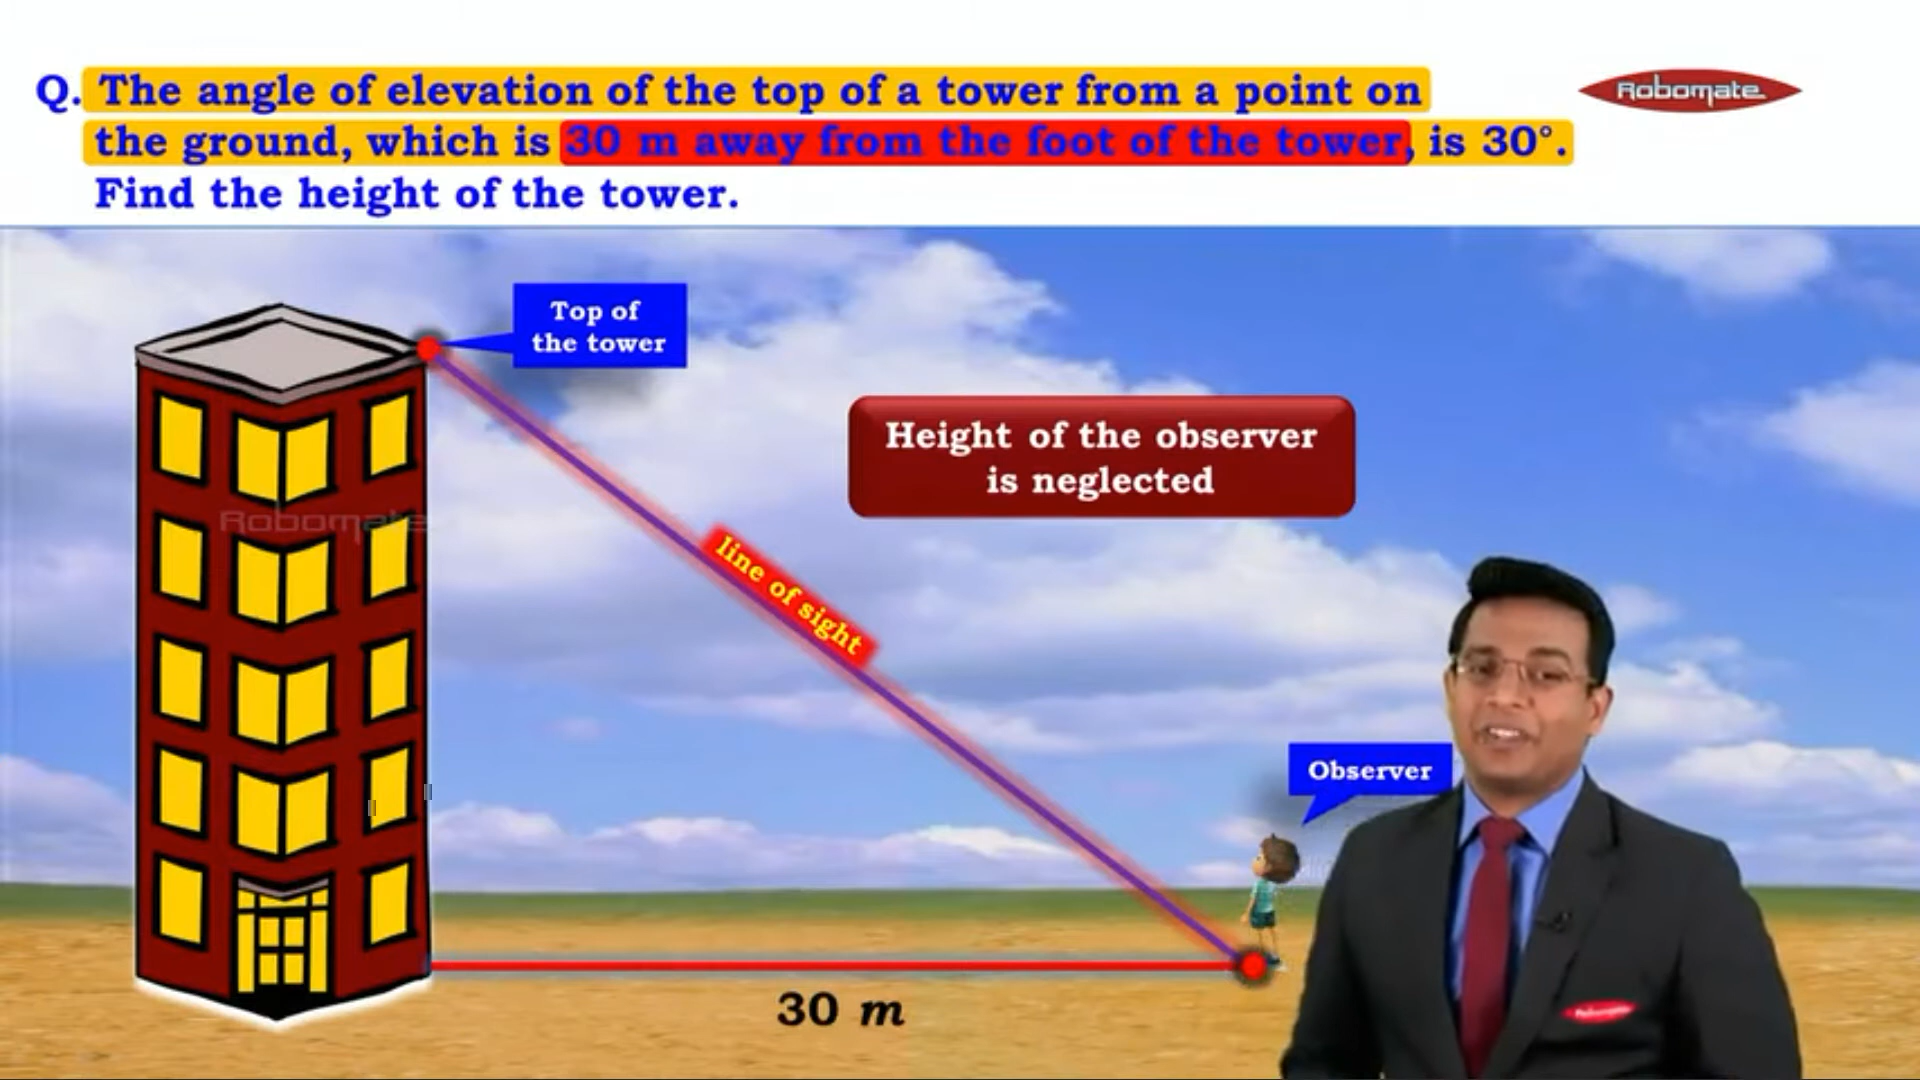 Q. The angle of elevation of the top of a tower from a point on
the ground, which is 30 m away from the foot of the tower, is 30°.
Find the height of the tower.
Robomate
Top of
the tower
Height of the observer
is neglected
Robomate
line of sight
Observer
30 m
Robomate